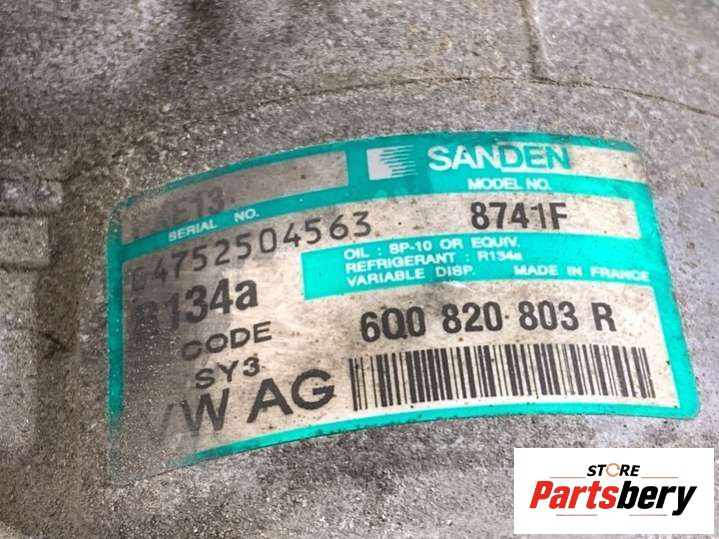 SANDEN
MODEL NO.
8741F
SERIAL NO.
04752504563
OIL : SP-10 OR EQUIV.
REFRIGERANT : R134a
VARIABLE DISP. MADE IN FRANCE
R134a
6Q0 820 803 R
CODE
SY3
VW AG
STORE
Partsbery